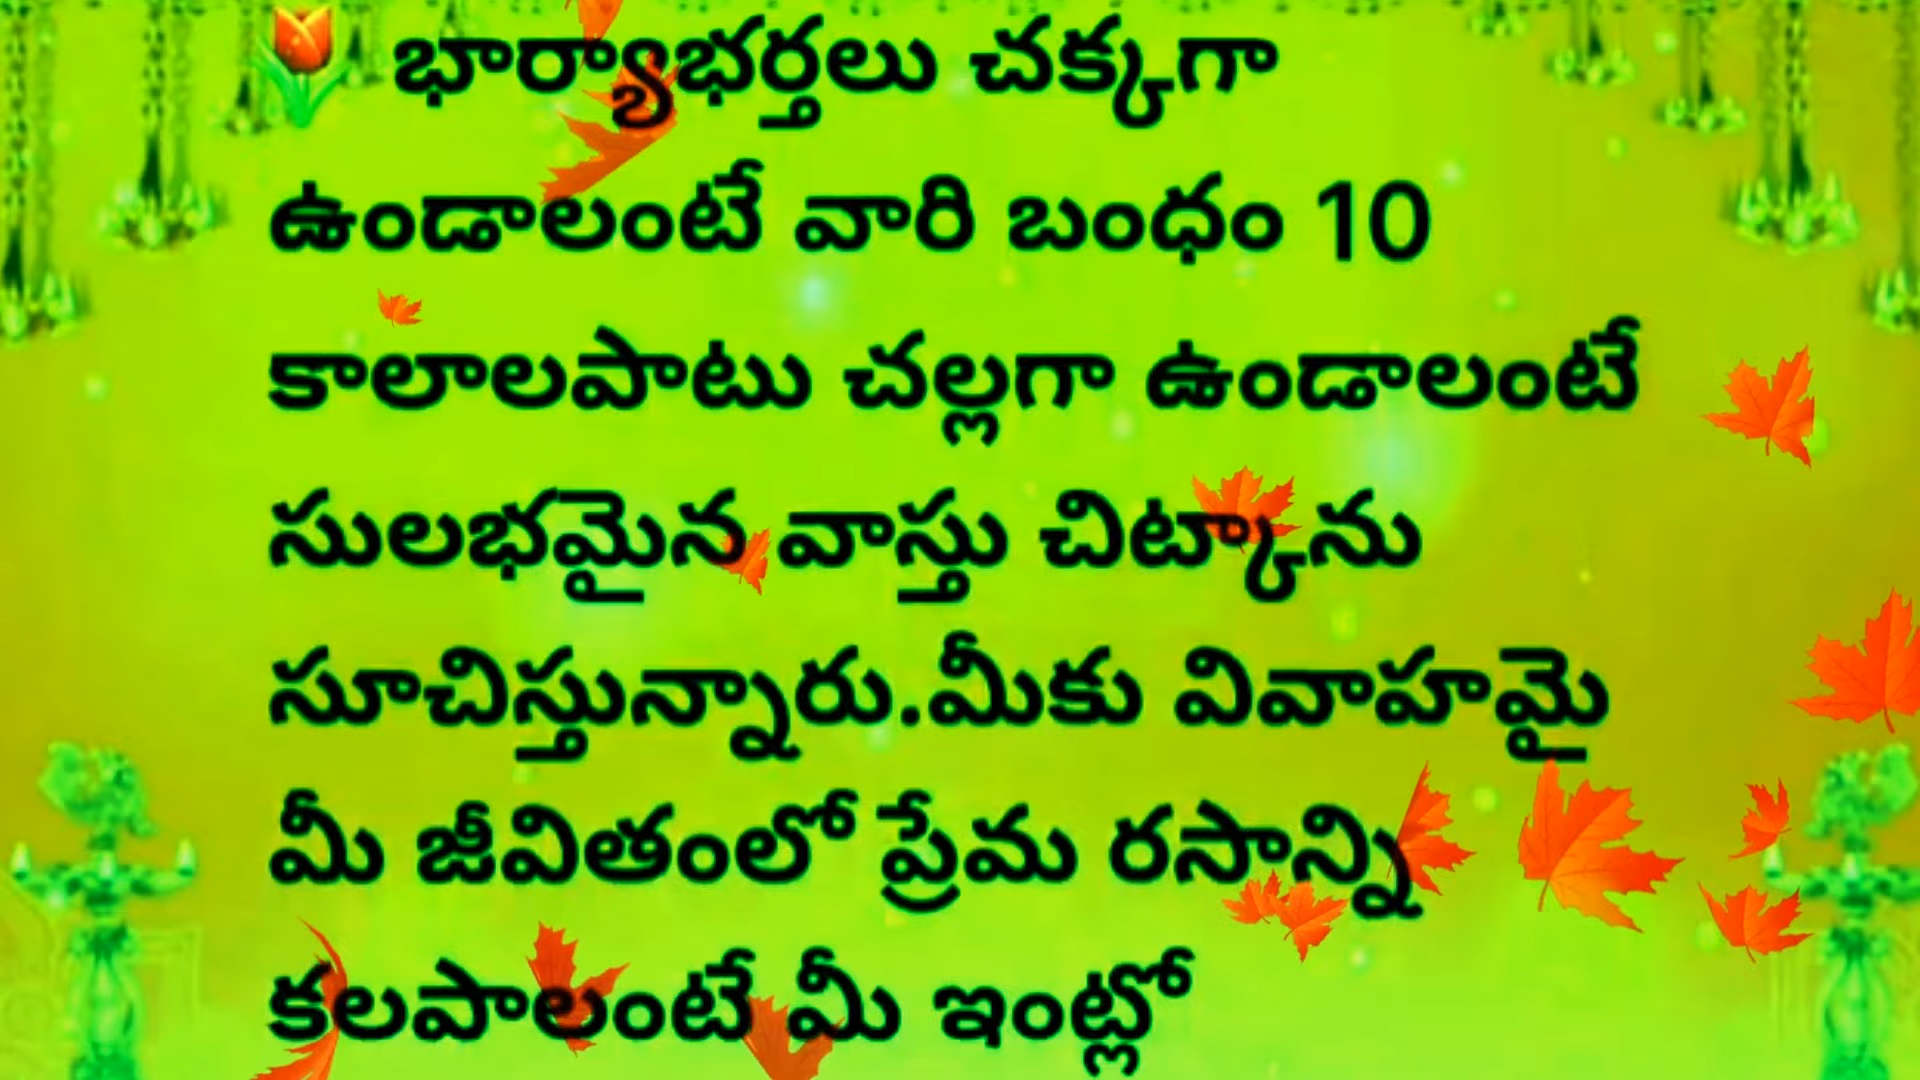 🌷 భార్యాభర్తలు చక్కగా
ఉండాలంటే వారి బంధం 10
కాలాలపాటు చల్లగా ఉండాలంటే
సులభమైన వాస్తు చిట్కాను
సూచిస్తున్నారు.మీకు వివాహమై
మీ జీవితంలో ప్రేమ రసాన్ని
కలపాలంటే మీ ఇంట్లో